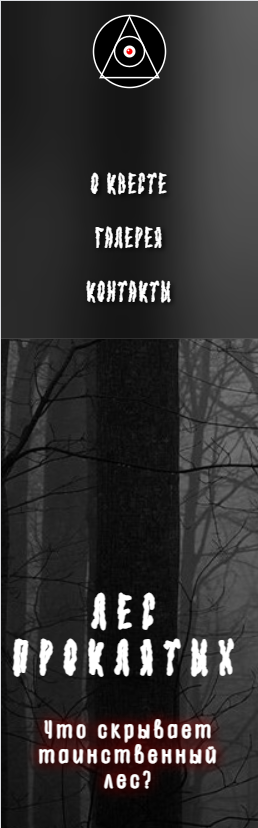 О КВЕСТЕ
ГАЛЕРЕЯ
КОНТАКТЫ
ЛЕС
ПРОКЛЯТЫХ
Что скрывает
таинственный
лес?